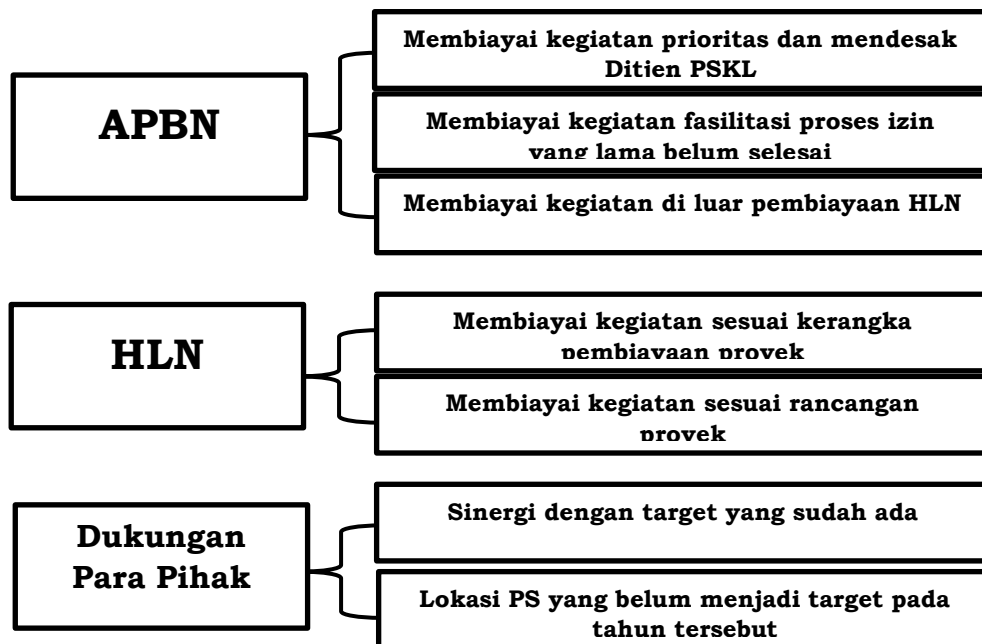 APBN
Membiayai kegiatan prioritas dan mendesak
Ditjen PSKL
Membiayai kegiatan fasilitasi proses izin
yang lama belum selesai
Membiayai kegiatan di luar pembiayaan HLN
HLN
Membiayai kegiatan sesuai kerangka
pembiayaan proyek
Membiayai kegiatan sesuai rancangan
proyek
Dukungan
Para Pihak
Sinergi dengan target yang sudah ada
Lokasi PS yang belum menjadi target pada
tahun tersebut